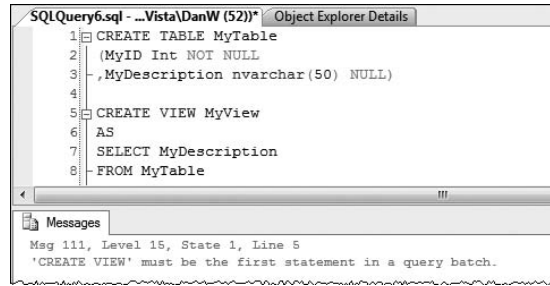 SQLQuery6.sql - ...Vista\DanW (52))* Object Explorer Details
1 CREATE TABLE MyTable
2 (MyID Int NOT NULL
3 ,MyDescription nvarchar(50) NULL)
4
5 CREATE VIEW MyView
6 AS
7 SELECT MyDescription
8 FROM MyTable
Messages
Msg 111, Level 15, State 1, Line 5
'CREATE VIEW' must be the first statement in a query batch.